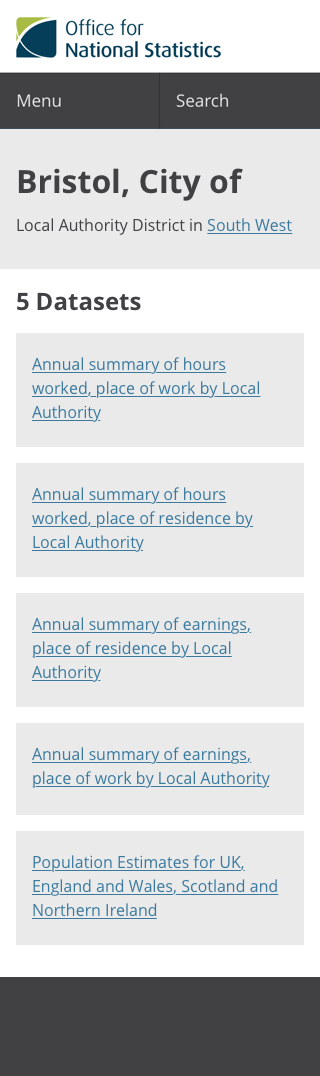 Office for
National Statistics
Menu
Search
Bristol, City of
Local Authority District in South West
5 Datasets
Annual summary of hours
worked, place of work by Local
Authority
Annual summary of hours
worked, place of residence by
Local Authority
Annual summary of earnings,
place of residence by Local
Authority
Annual summary of earnings,
place of work by Local Authority
Population Estimates for UK,
England and Wales, Scotland and
Northern Ireland